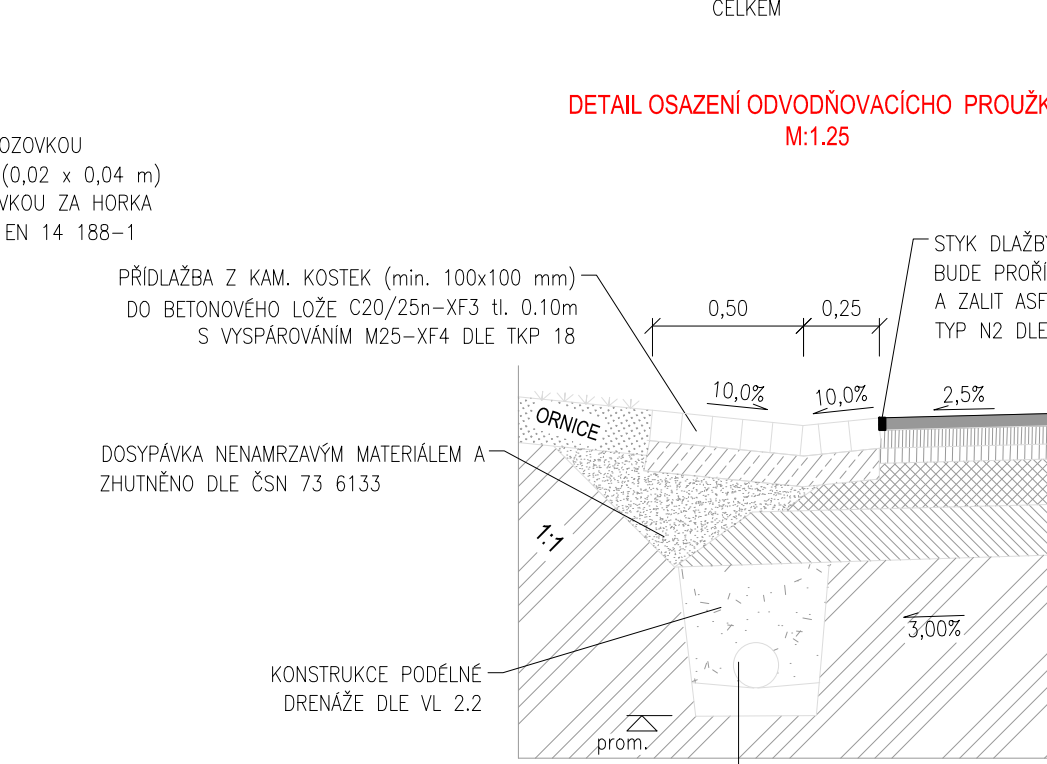 CELKEM
DETAIL OSAZENÍ ODVODŇOVACÍCHO PROUŽK
M:1.25
OZOVKOU
(0,02 x 0,04 m)
VKOU ZA HORKA
EN 14 188-1
PŘÍDLAŽBA Z KAM. KOSTEK (min. 100x100 mm)
DO BETONOVÉHO LOŽE C20/25n-XF3 tl. 0.10m
S VYSPÁROVÁNÍM M25-XF4 DLE TKP 18
STYK DLAŽBY
BUDE PROŘÍ
A ZALIT ASF
TYP N2 DLE
0,50
0,25
10,0%
10,0%
2,5%
ORNICE
DOSYPÁVKA NENAMRZAVÝM MATERIÁLEM A
ZHUTNĚNO DLE ČSN 73 6133
1:1
3,00%
KONSTRUKCE PODÉLNÉ
DRENÁŽE DLE VL 2.2
prom.